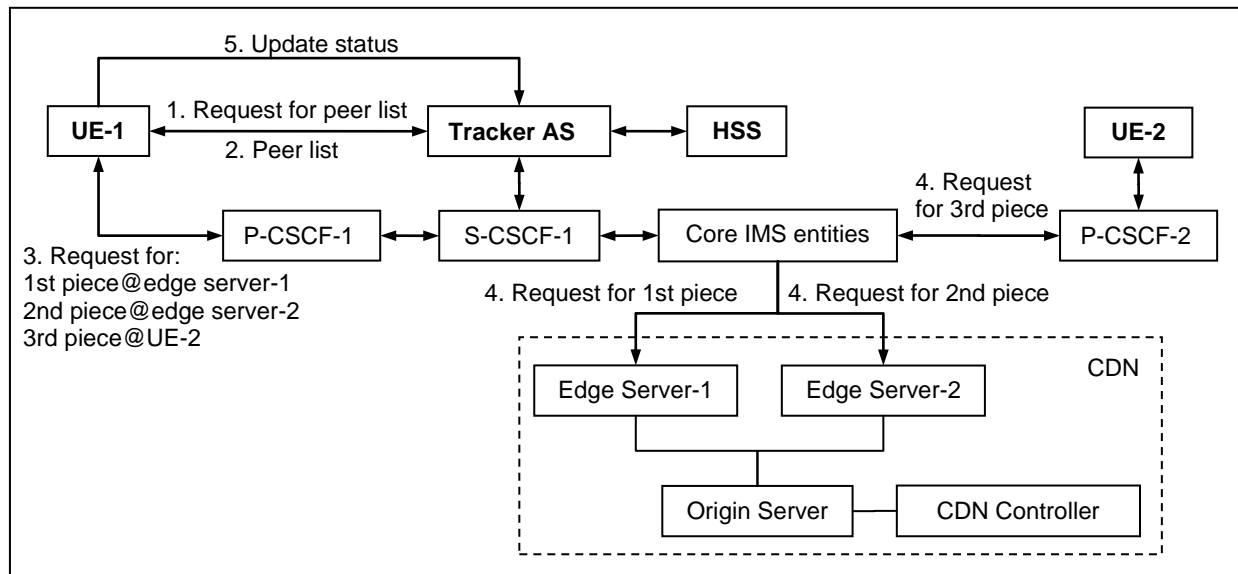 5. Update status
1. Request for peer list
UE-1
Tracker AS
HSS
UE-2
2. Peer list
4. Request
for 3rd piece
P-CSCF-1
S-CSCF-1
Core IMS entities
P-CSCF-2
3. Request for:
1st piece@edge server-1
2nd piece@edge server-2
3rd piece@UE-2
4. Request for 1st piece
4. Request for 2nd piece
CDN
Edge Server-1
Edge Server-2
Origin Server
CDN Controller